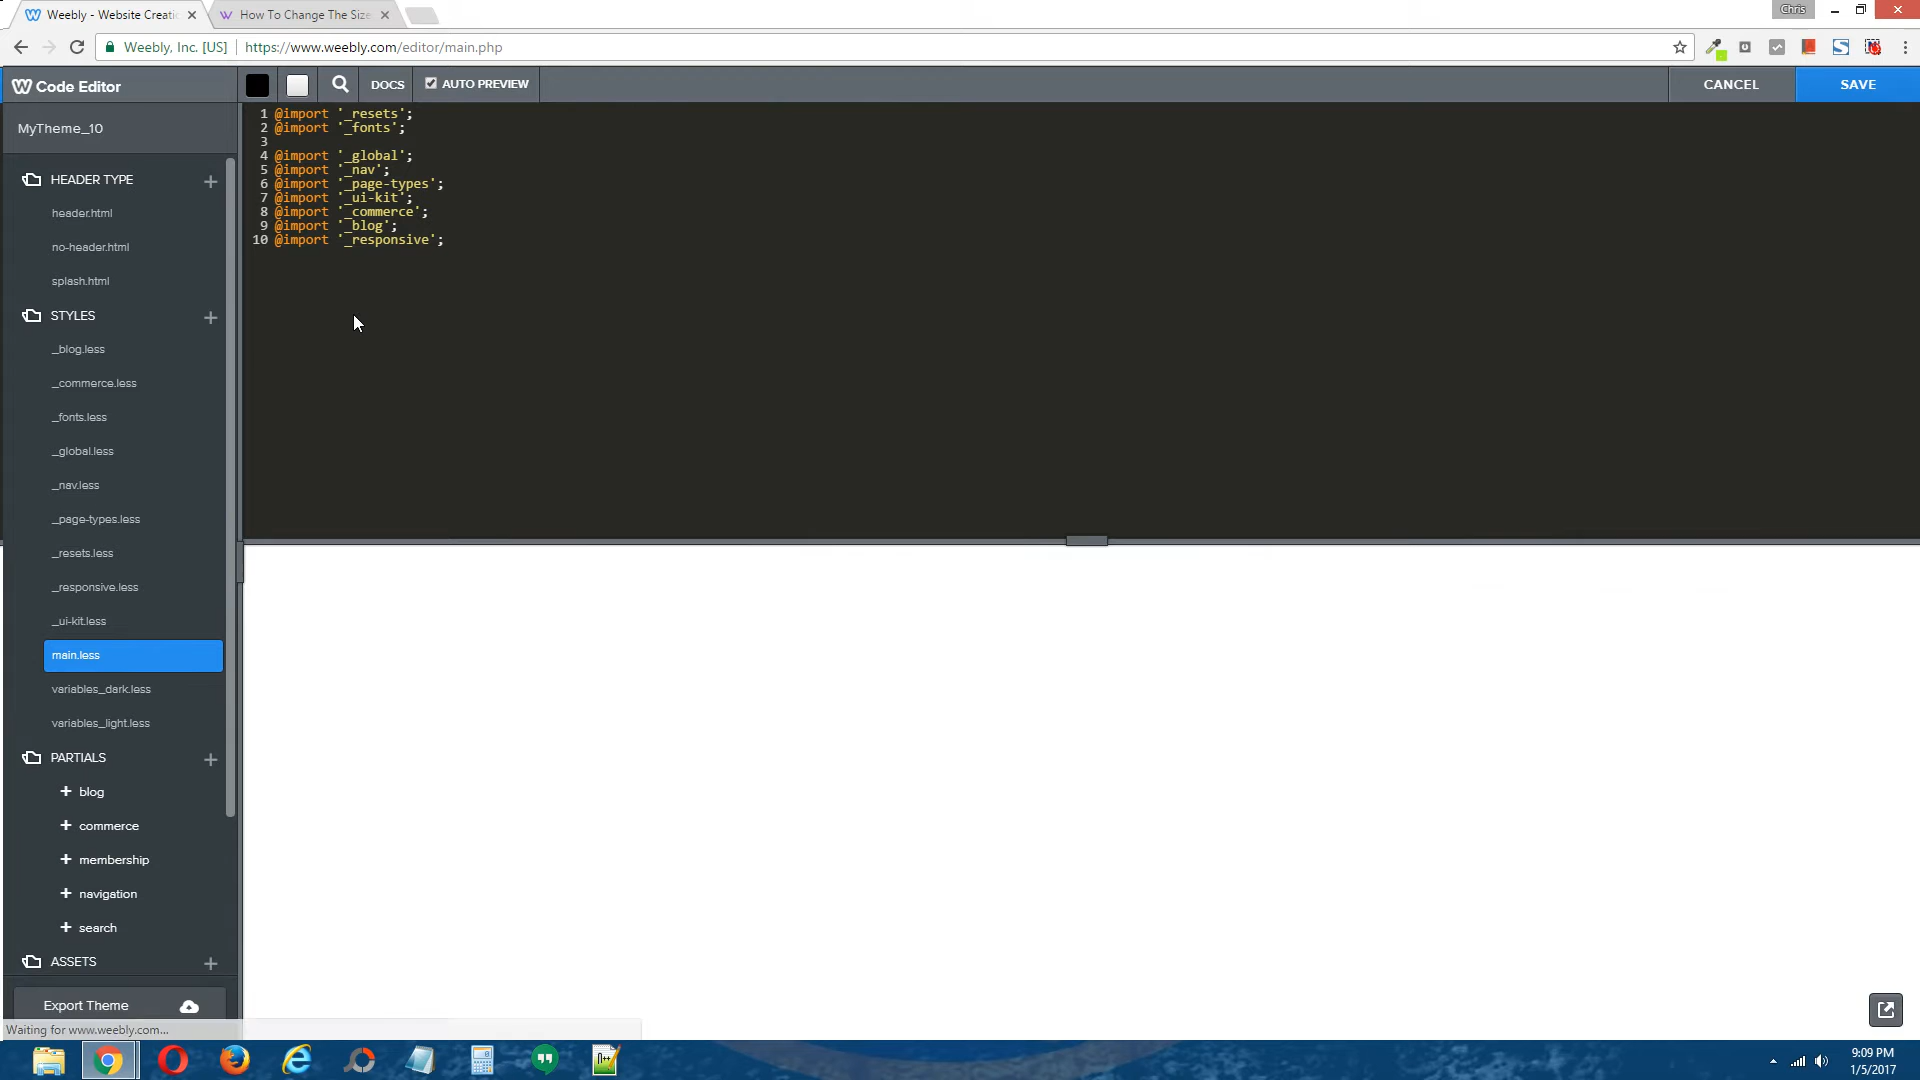 Weebly - Website Creatio
How To Change The Size
Chris
Weebly, Inc. [US]
https://www.weebly.com/editor/main.php
Code Editor
DOCS
AUTO PREVIEW
CANCEL
SAVE
MyTheme_10
HEADER TYPE
header.html
no-header.html
splash.html
STYLES
_blog.less
_commerce.less
_fonts.less
_global.less
_nav.less
_page-types.less
_resets.less
_responsive.less
_ui-kit.less
main.less
variables_dark.less
variables_light.less
PARTIALS
blog
commerce
membership
navigation
search
ASSETS
Export Theme
1 @import '_resets';
2 @import '_fonts';
3
4 @import '_global';
5 @import '_nav';
6 @import '_page-types';
7 @import '_ui-kit';
8 @import '_commerce';
9 @import '_blog';
10 @import '_responsive';
Waiting for www.weebly.com...
9:09 PM
1/5/2017